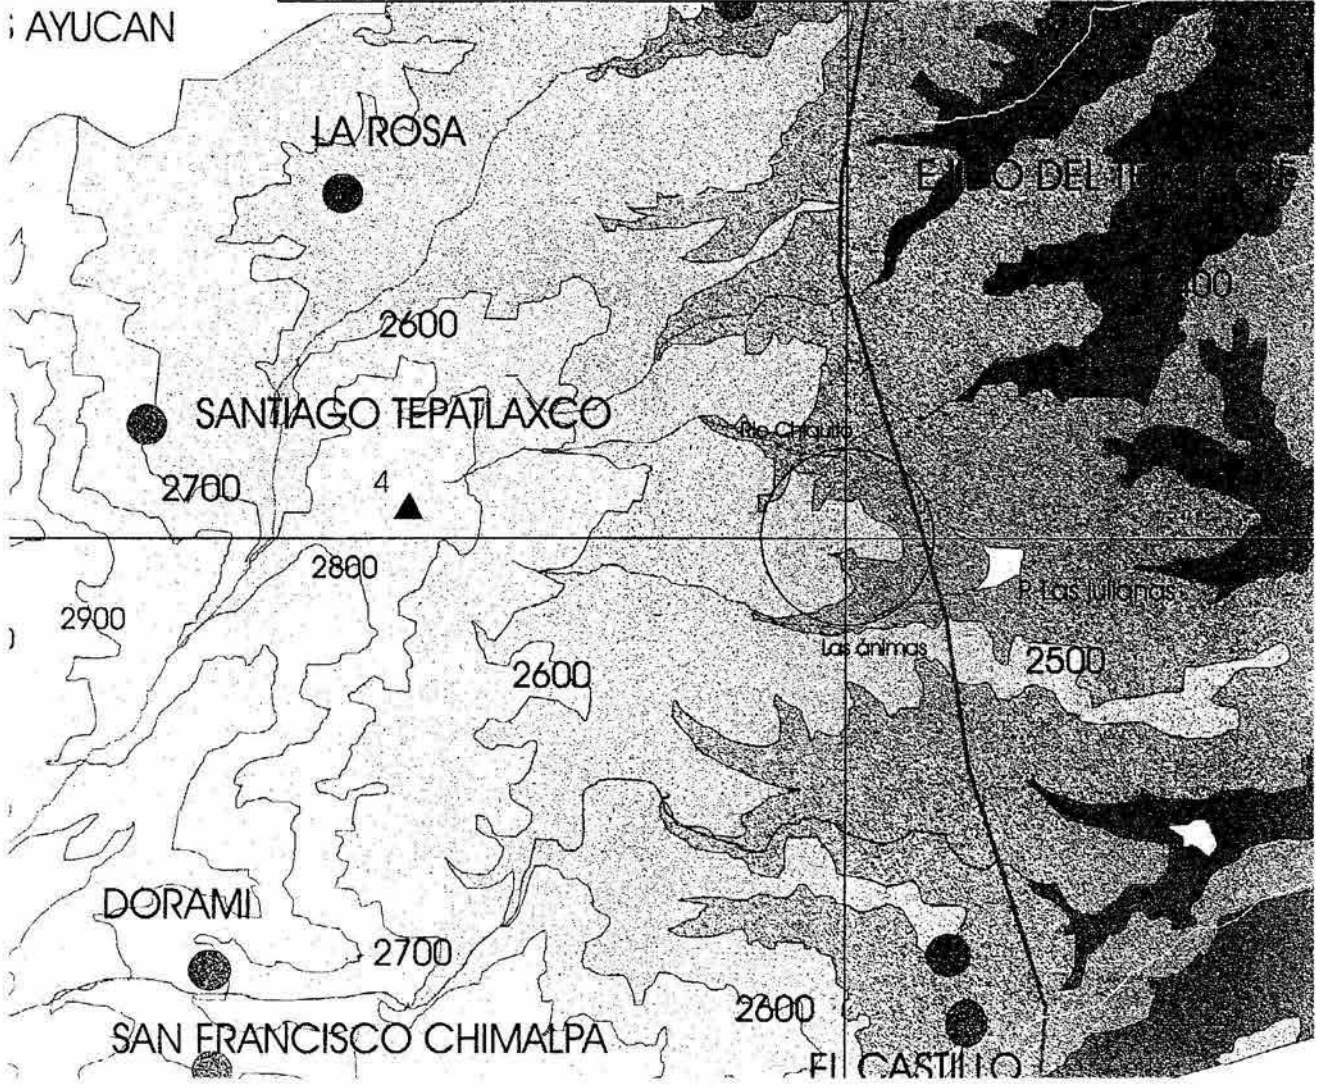 AYUCAN
LA ROSA
DEL
2600
SANTIAGO TEPATLAXCO
Río Chiquito
2700
4
2800
P. Las Julianas
2900
Las ánimas
2500
2600
DORAMI
2700
2600
SAN FRANCISCO CHIMALPA
EL CASTILLO